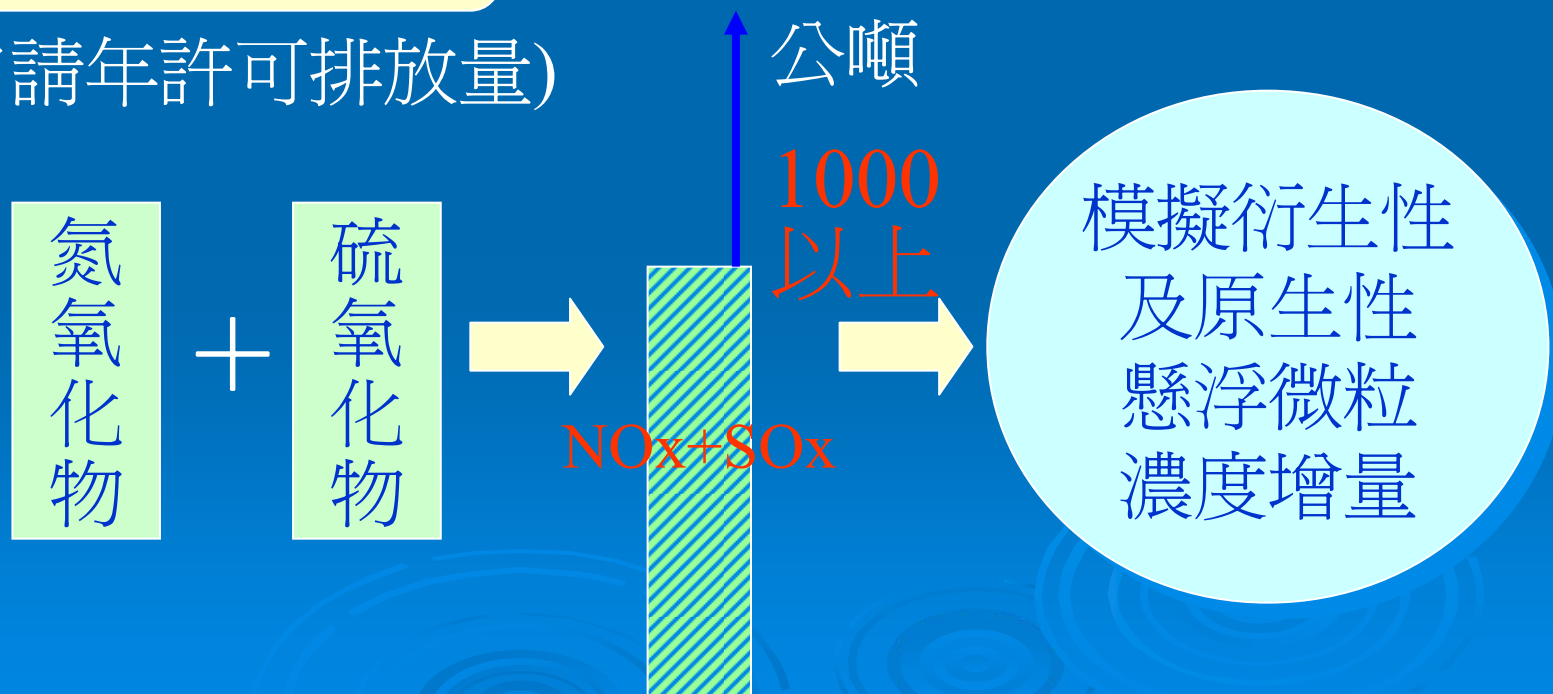 請年許可排放量)
公噸
1000
以上
氮氧化物
+
硫氧化物
NOx+SOx
模擬衍生性
及原生性
懸浮微粒
濃度增量